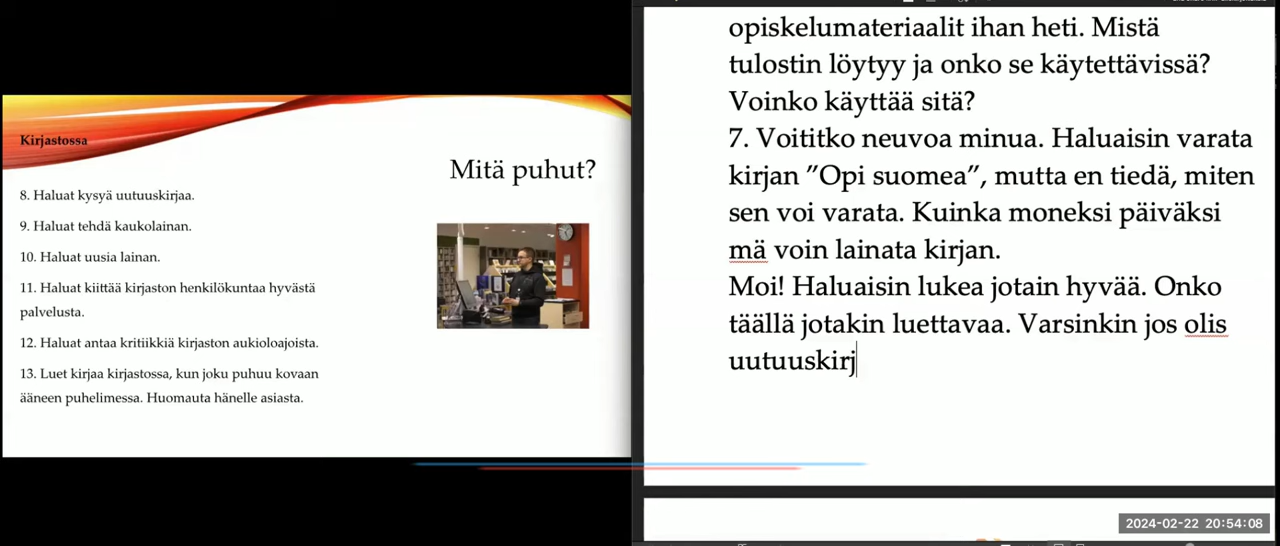 Kirjastossa
Mitä puhut?
8. Haluat kysyä uutuuskirjaa.
9. Haluat tehdä kaukolainan.
10. Haluat uusia lainan.
11. Haluat kiittää kirjaston henkilökuntaa hyvästä
palvelusta.
12. Haluat antaa kritiikkiä kirjaston aukioloajoista.
13. Luet kirjaa kirjastossa, kun joku puhuu kovaan
ääneen puhelimessa. Huomauta hänelle asiasta.
opiskelumateriaalit ihan heti. Mistä
tulostin löytyy ja onko se käytettävissä?
Voinko käyttää sitä?
7. Voititko neuvoa minua. Haluaisin varata
kirjan ”Opi suomea”, mutta en tiedä, miten
sen voi varata. Kuinka moneksi päiväksi
mä voin lainata kirjan.
Moi! Haluaisin lukea jotain hyvää. Onko
täällä jotakin luettavaa. Varsinkin jos olis
uutuuskirj
2024-02-22 20:54:08